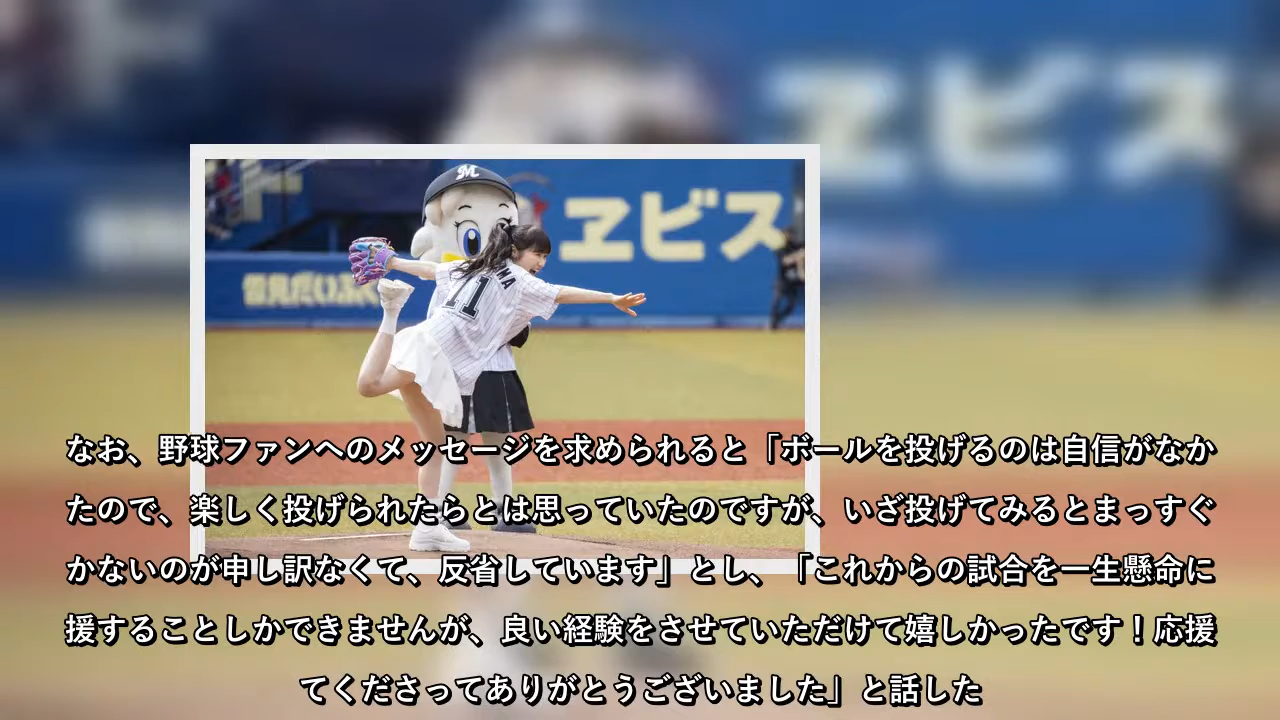 ヱビス
雪見だいふく
M
MA
11
なお、野球ファンへのメッセージを求められると「ボールを投げるのは自信がなか
たので、楽しく投げられたらとは思っていたのですが、いざ投げてみるとまっすぐ
かないのが申し訳なくて、反省しています」とし、「これからの試合を一生懸命に
援することしかできませんが、良い経験をさせていただけて嬉しかったです！応援
てくださってありがとうございました」と話した